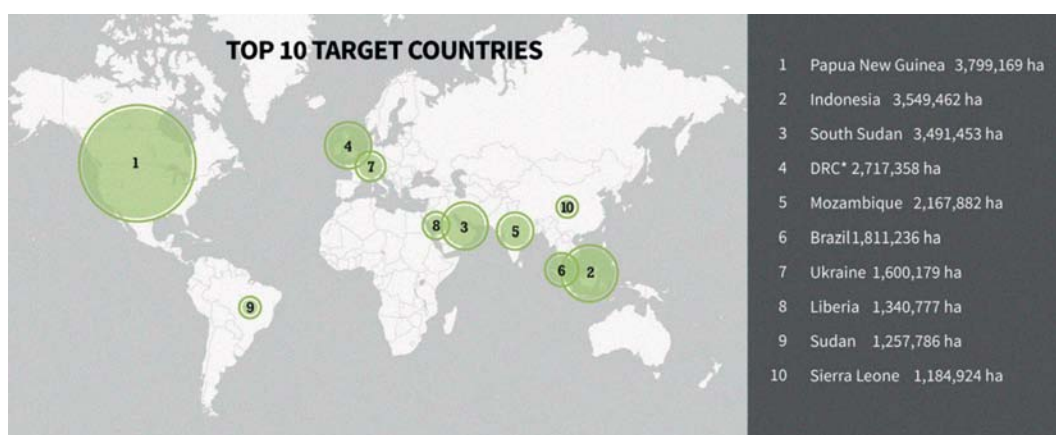 TOP 10 TARGET COUNTRIES
1 Papua New Guinea 3,799,169 ha
2 Indonesia 3,549,462 ha
3 South Sudan 3,491,453 ha
4 DRC* 2,717,358 ha
5 Mozambique 2,167,882 ha
6 Brazil 1,811,236 ha
7 Ukraine 1,600,179 ha
8 Liberia 1,340,777 ha
9 Sudan 1,257,786 ha
10 Sierra Leone 1,184,924 ha
1
4
7
10
8
3
5
6
2
9